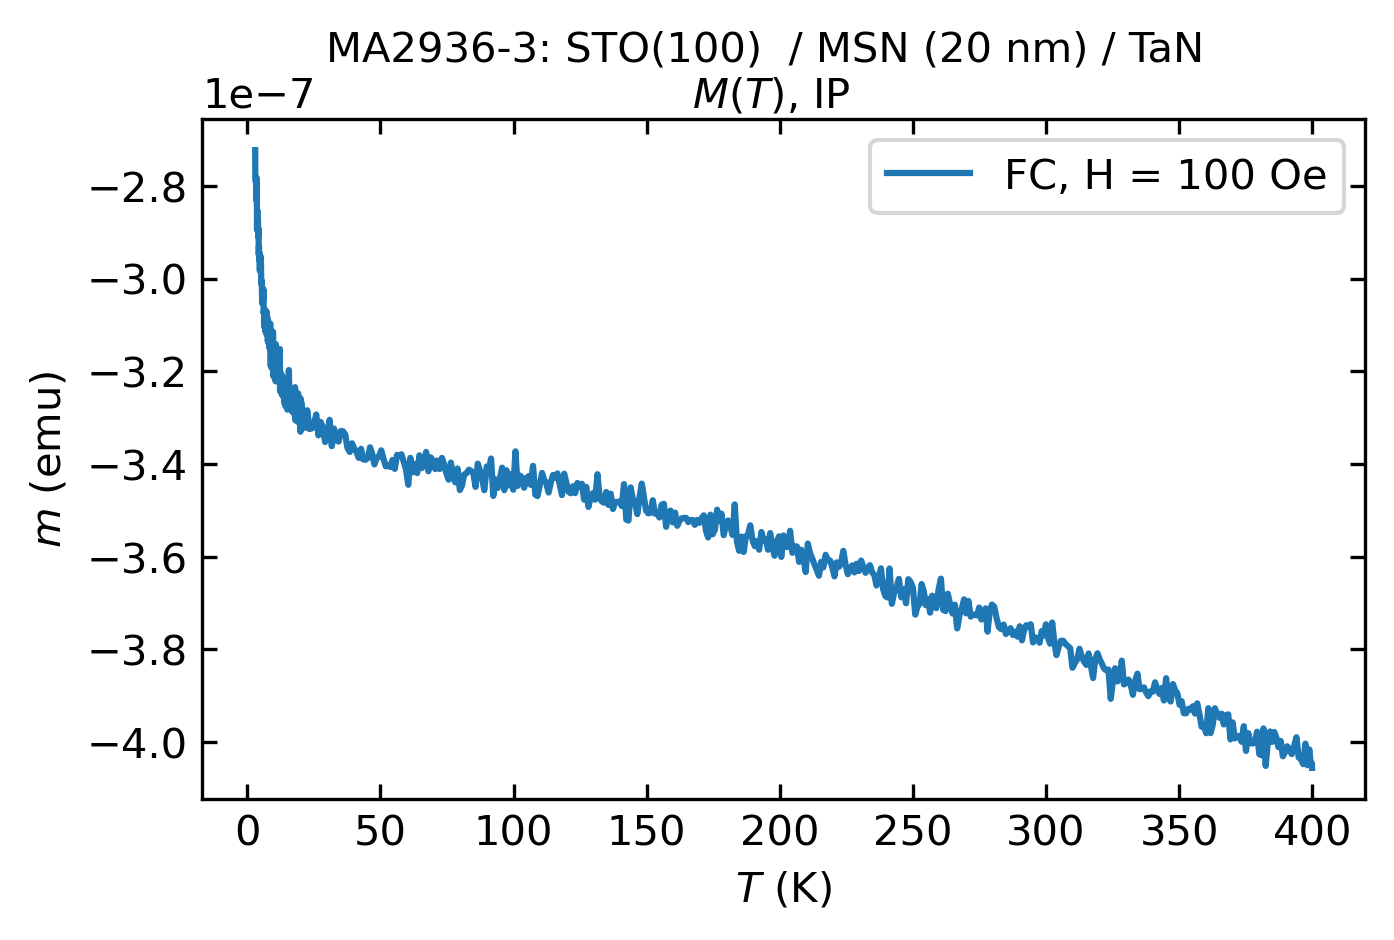 MA2936-3: STO(100)  / MSN (20 nm) / TaN
M(T), IP
1e−7
FC, H = 100 Oe
−2.8
−3.0
−3.2
−3.4
−3.6
−3.8
−4.0
m (emu)
0 50 100 150 200 250 300 350 400
T (K)